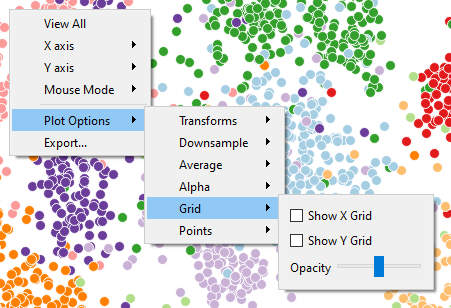 View All
X axis
Y axis
Mouse Mode
Plot Options
Export...
Transforms
Downsample
Average
Alpha
Grid
Points
Show X Grid
Show Y Grid
Opacity